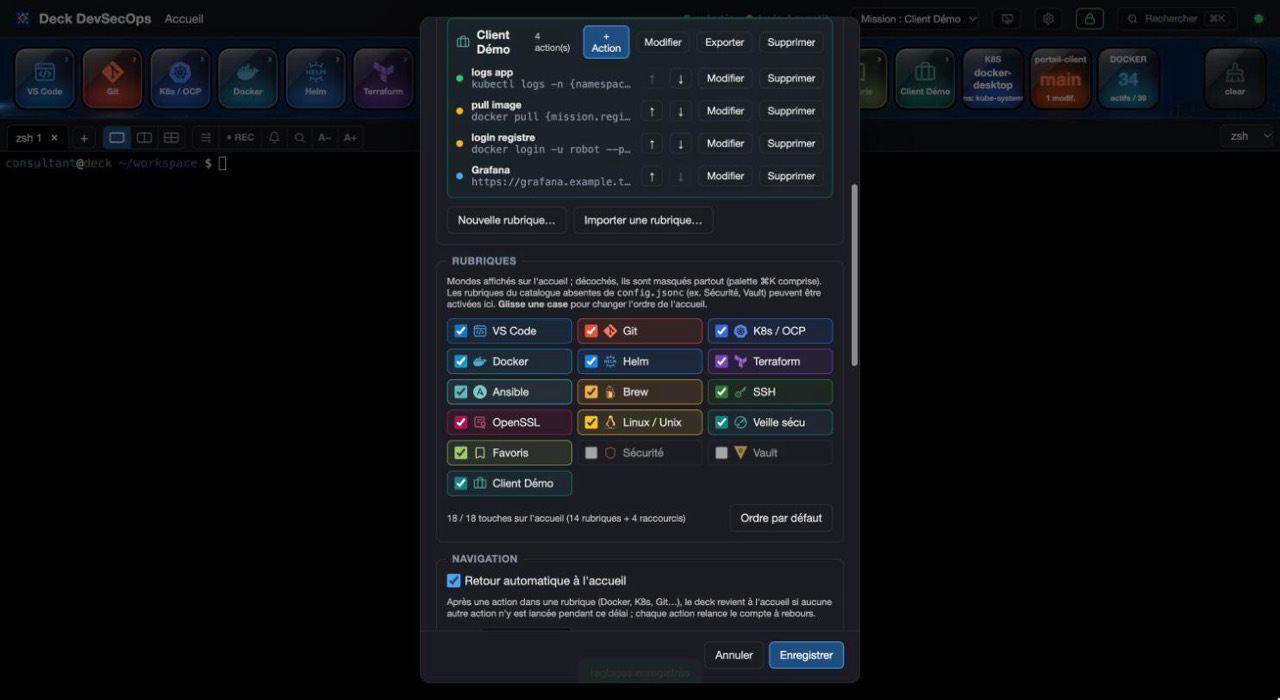 Deck DevSecOps
Accueil
Mission : Client Démo
Rechercher ⌘K
VS Code
Git
K8s / OCP
Docker
Helm
Terraform
Client Démo
K8S
docker-
desktop
ns: kube-system
portail-client
main
1 modif.
DOCKER
34
actifs / 39
clear
zsh 1 ×
+
• REC
A−
A+
zsh
consultant@deck ~/workspace $
Client
Démo
4
action(s)
+
Action
Modifier
Exporter
Supprimer
logs app
kubectl logs -n {namespac…
↑ ↓ Modifier Supprimer
pull image
docker pull {mission.regi…
↑ ↓ Modifier Supprimer
login registre
docker login -u robot --p…
↑ ↓ Modifier Supprimer
Grafana
https://grafana.example.t…
↑ ↓ Modifier Supprimer
Nouvelle rubrique…
Importer une rubrique…
RUBRIQUES
Mondes affichés sur l'accueil ; décochés, ils sont masqués partout (palette ⌘K comprise).
Les rubriques du catalogue absentes de config.jsonc (ex. Sécurité, Vault) peuvent être
activées ici. Glisse une case pour changer l'ordre de l'accueil.
VS Code
Git
K8s / OCP
Docker
Helm
Terraform
Ansible
Brew
SSH
OpenSSL
Linux / Unix
Veille sécu
Favoris
Sécurité
Vault
Client Démo
18 / 18 touches sur l'accueil (14 rubriques + 4 raccourcis)
Ordre par défaut
NAVIGATION
Retour automatique à l'accueil
Après une action dans une rubrique (Docker, K8s, Git…), le deck revient à l'accueil si aucune
autre action n'y est lancée pendant ce délai ; chaque action relance le compte à rebours.
Annuler
Enregistrer
réglages enregistrés